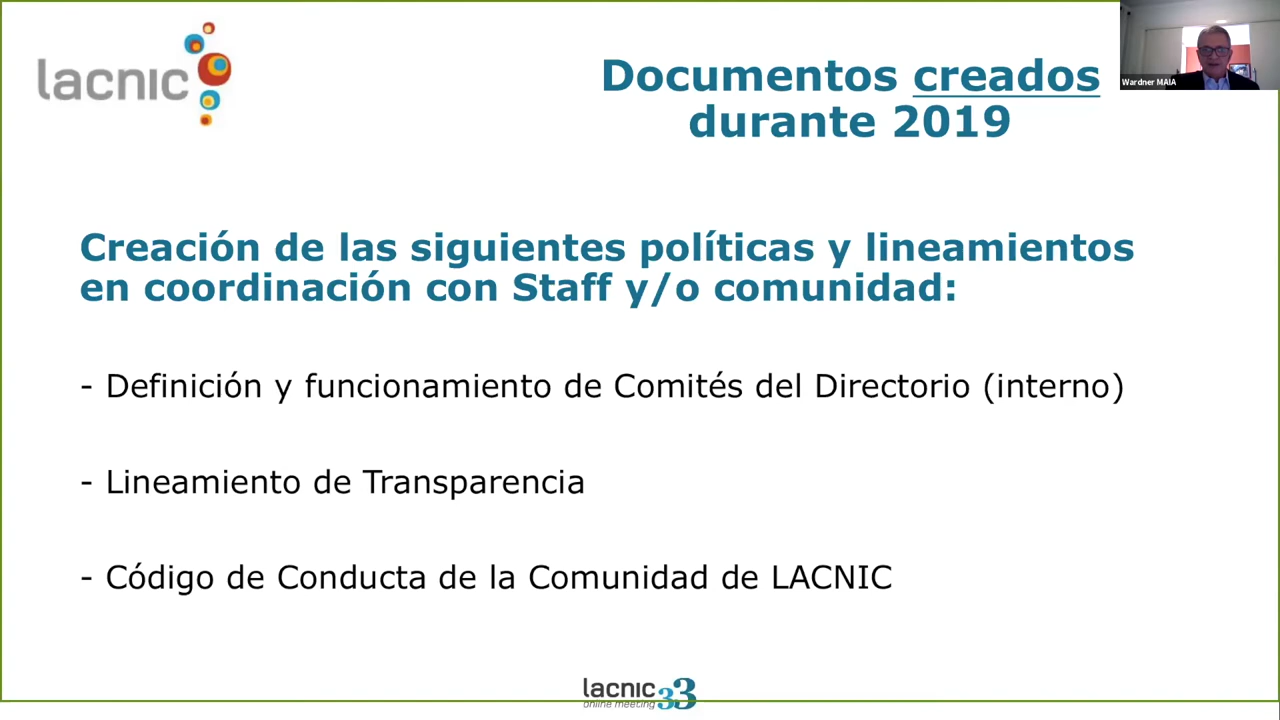 lacnic
Documentos creados
durante 2019
Wardner MAIA
Creación de las siguientes políticas y lineamientos
en coordinación con Staff y/o comunidad:
- Definición y funcionamiento de Comités del Directorio (interno)
- Lineamiento de Transparencia
- Código de Conducta de la Comunidad de LACNIC
lacnic 33
online meeting